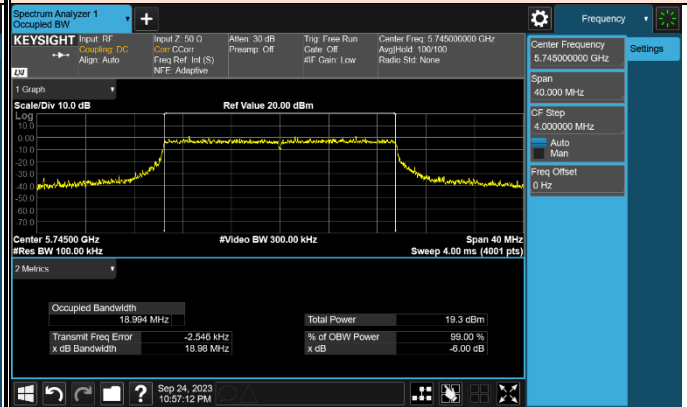 Spectrum Analyzer 1
Occupied BW
+
Frequency
KEYSIGHT
LXI
Input: RF
Coupling: DC
Align: Auto
Input Z: 50 Ω
Corr CCorr
Freq Ref: Int (S)
NFE: Adaptive
Atten: 30 dB
Preamp: Off
Trig: Free Run
Gate: Off
#IF Gain: Low
Center Freq: 5.745000000 GHz
Avg|Hold: 100/100
Radio Std: None
Center Frequency
5.745000000 GHz
Settings
Span
40.000 MHz
CF Step
4.000000 MHz
Auto
Man
Freq Offset
0 Hz
1 Graph
Scale/Div 10.0 dB
Ref Value 20.00 dBm
Log
10.0
0.00
-10.0
-20.0
-30.0
-40.0
-50.0
-60.0
-70.0
Center 5.74500 GHz
#Video BW 300.00 kHz
Span 40 MHz
#Res BW 100.00 kHz
Sweep 4.00 ms (4001 pts)
2 Metrics
Occupied Bandwidth
18.994 MHz
Total Power 19.3 dBm
Transmit Freq Error -2.546 kHz
% of OBW Power 99.00 %
x dB Bandwidth 18.98 MHz
x dB -6.00 dB
?
Sep 24, 2023
10:57:12 PM